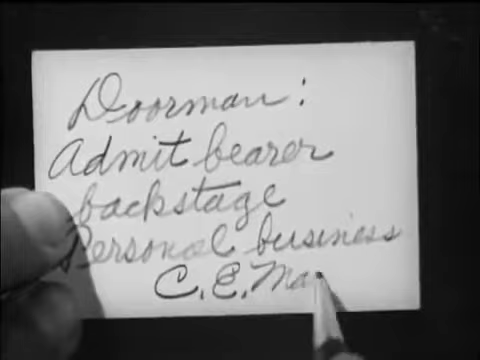 Doorman:
Admit bearer
backstage
Personal business
C.E. Ma